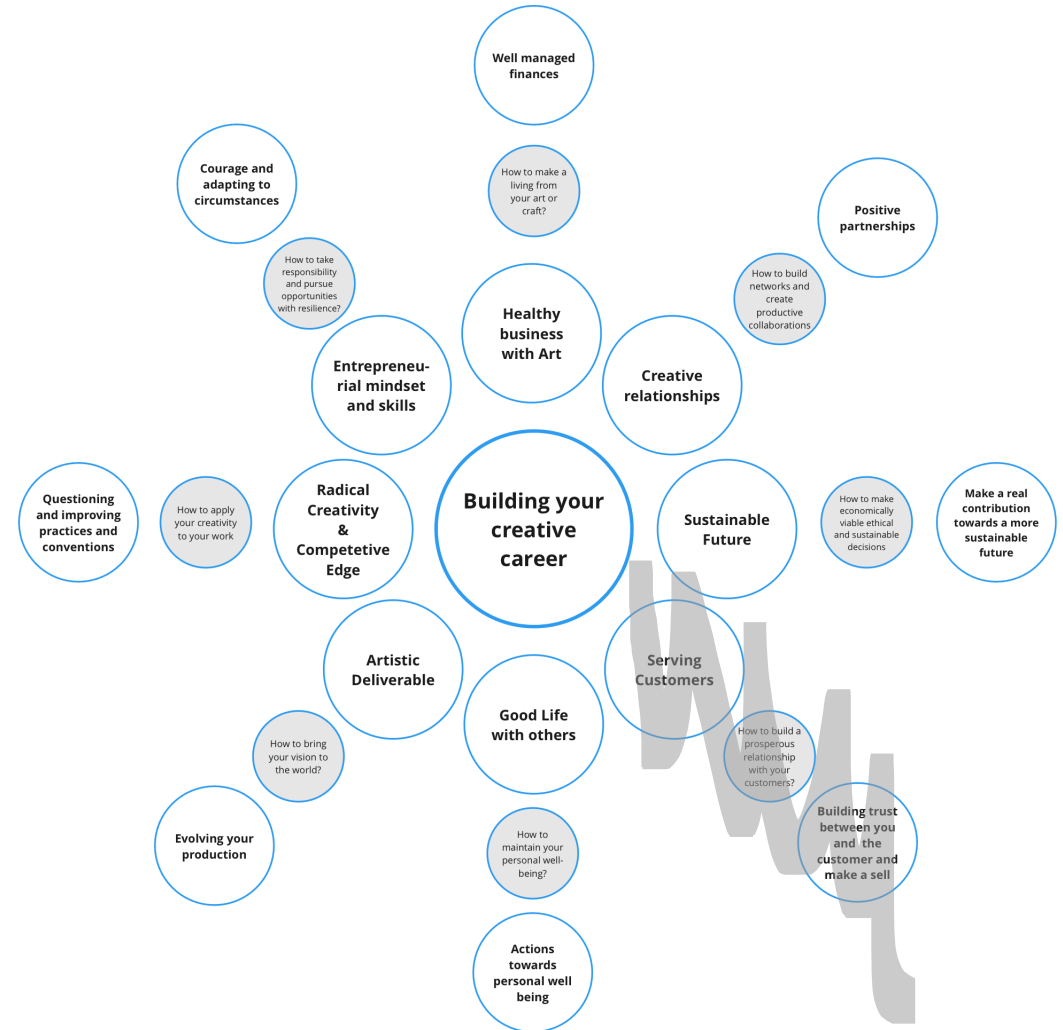 Well managed
finances
How to make a
living from
your art or
craft?
Healthy
business
with Art
Courage and
adapting to
circumstances
How to take
responsibility
and pursue
opportunities
with resilience?
Entrepreneu-
rial mindset
and skills
Positive
partnerships
How to build
networks and
create
productive
collaborations
Creative
relationships
Questioning
and improving
practices and
conventions
How to apply
your creativity
to your work
Radical
Creativity
&
Competetive
Edge
Building your
creative
career
Sustainable
Future
How to make
economically
viable ethical
and sustainable
decisions
Make a real
contribution
towards a more
sustainable
future
Artistic
Deliverable
How to bring
your vision to
the world?
Evolving your
production
Good Life
with others
How to
maintain your
personal well-
being?
Actions
towards
personal well
being
Serving
Customers
How to build a
prosperous
relationship
with your
customers?
Building trust
between you
and the
customer and
make a sell